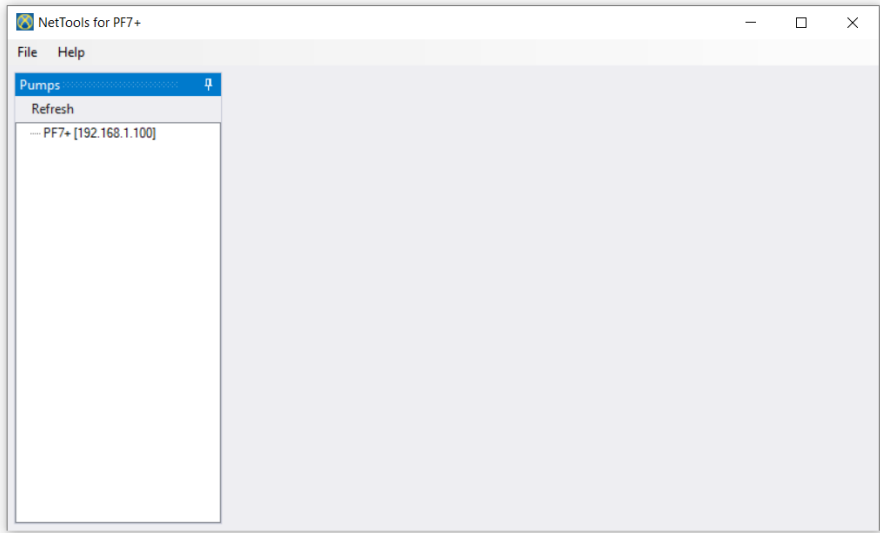 NetTools for PF7+
File Help
Pumps
Refresh
PF7+ [192.168.1.100]